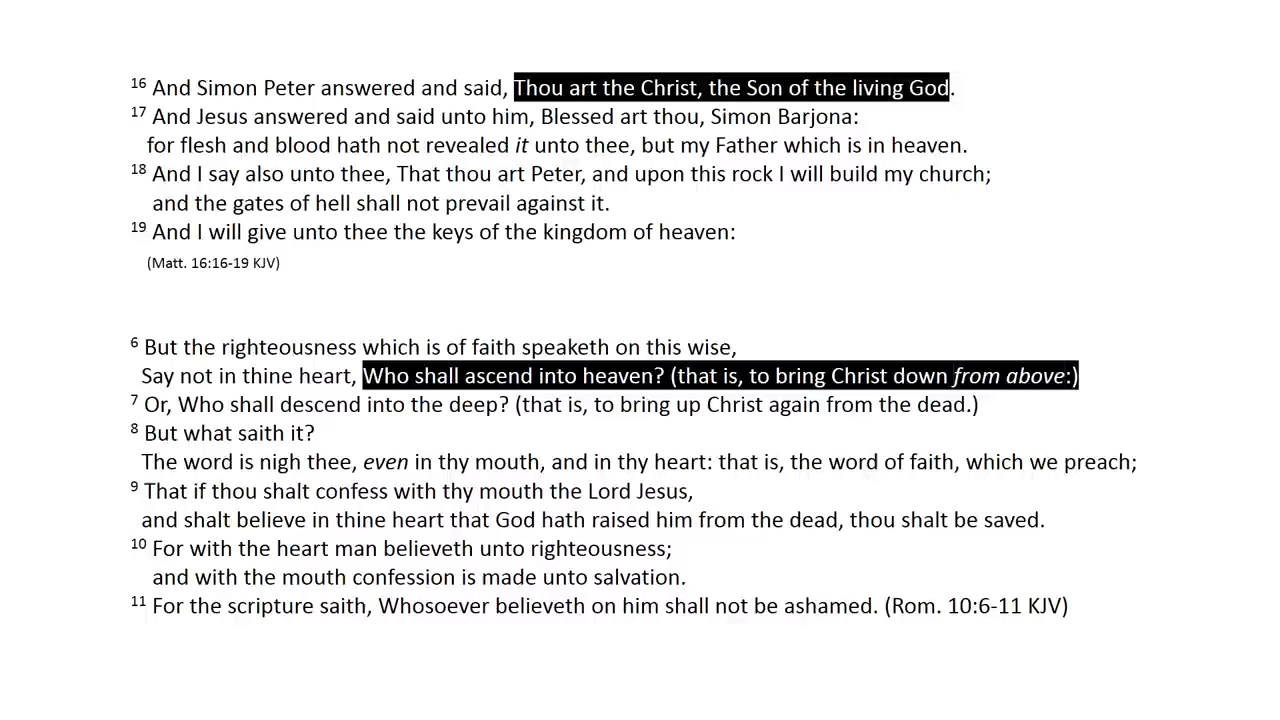 16 And Simon Peter answered and said, Thou art the Christ, the Son of the living God.
17 And Jesus answered and said unto him, Blessed art thou, Simon Barjona:
for flesh and blood hath not revealed it unto thee, but my Father which is in heaven.
18 And I say also unto thee, That thou art Peter, and upon this rock I will build my church;
and the gates of hell shall not prevail against it.
19 And I will give unto thee the keys of the kingdom of heaven:
(Matt. 16:16-19 KJV)
6 But the righteousness which is of faith speaketh on this wise,
Say not in thine heart, Who shall ascend into heaven? (that is, to bring Christ down from above:)
7 Or, Who shall descend into the deep? (that is, to bring up Christ again from the dead.)
8 But what saith it?
The word is nigh thee, even in thy mouth, and in thy heart: that is, the word of faith, which we preach;
9 That if thou shalt confess with thy mouth the Lord Jesus,
and shalt believe in thine heart that God hath raised him from the dead, thou shalt be saved.
10 For with the heart man believeth unto righteousness;
and with the mouth confession is made unto salvation.
11 For the scripture saith, Whosoever believeth on him shall not be ashamed. (Rom. 10:6-11 KJV)